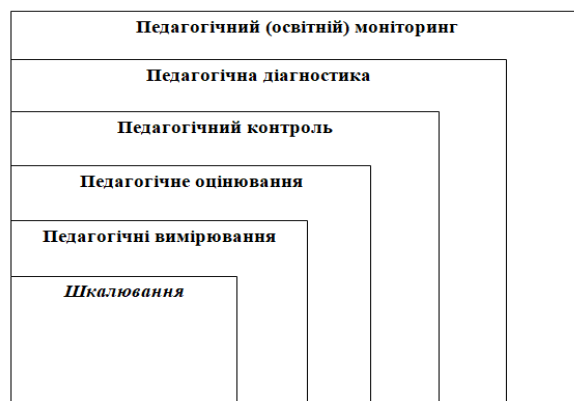 Педагогічний (освітній) моніторинг
Педагогічна діагностика
Педагогічний контроль
Педагогічне оцінювання
Педагогічні вимірювання
Шкалювання